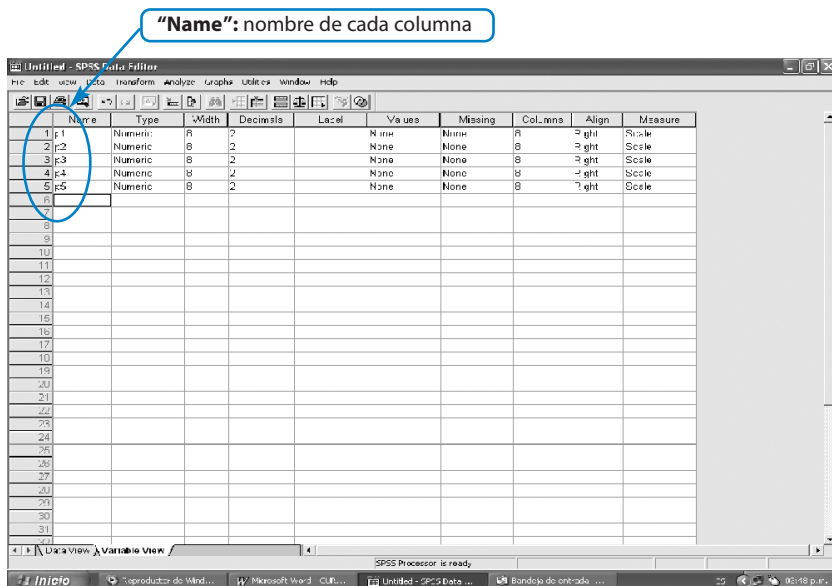 “Name”: nombre de cada columna
Untitled - SPSS Data Editor
File Edit View Data Transform Analyze Graphs Utilities Window Help
Name Type Width Decimals Label Values Missing Columns Align Measure
1 p1 Numeric 8 2 None None 8 Right Scale
2 p2 Numeric 8 2 None None 8 Right Scale
3 p3 Numeric 8 2 None None 8 Right Scale
4 p4 Numeric 8 2 None None 8 Right Scale
5 p5 Numeric 8 2 None None 8 Right Scale
6
7
8
9
10
11
12
13
14
15
16
17
18
19
20
21
22
23
24
25
26
27
28
29
30
31
32
Data View Variable View
SPSS Processor is ready
Inicio Reproductor de Wind... Microsoft Word CUR... Untitled - SPSS Data ... Bandeja de entrada ... ES 02:48 p.m.